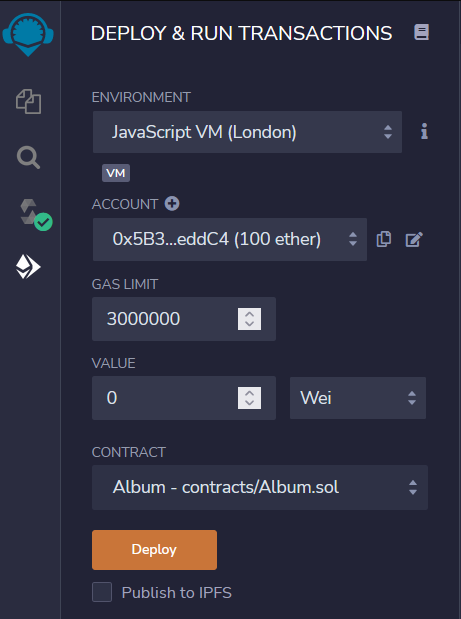 DEPLOY & RUN TRANSACTIONS
ENVIRONMENT
JavaScript VM (London)
VM
ACCOUNT
0x5B3...eddC4 (100 ether)
GAS LIMIT
3000000
VALUE
0 Wei
CONTRACT
Album - contracts/Album.sol
Deploy
Publish to IPFS